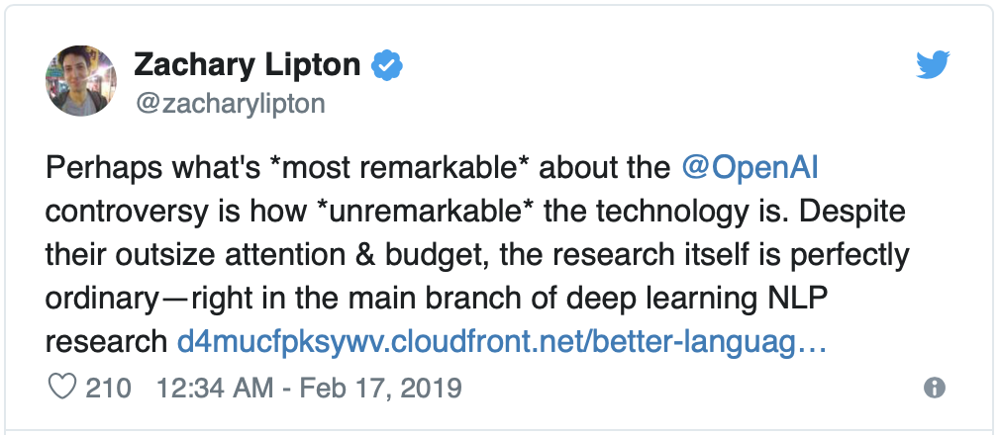 Zachary Lipton
@zacharylipton
Perhaps what's *most remarkable* about the @OpenAI
controversy is how *unremarkable* the technology is. Despite
their outsize attention & budget, the research itself is perfectly
ordinary—right in the main branch of deep learning NLP
research d4mucfpksywv.cloudfront.net/better-languag…
210 12:34 AM - Feb 17, 2019